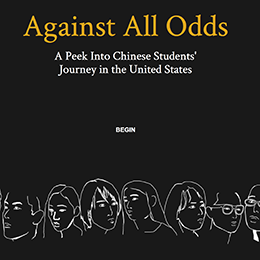 Against All Odds
A Peek Into Chinese Students'
Journey in the United States
BEGIN